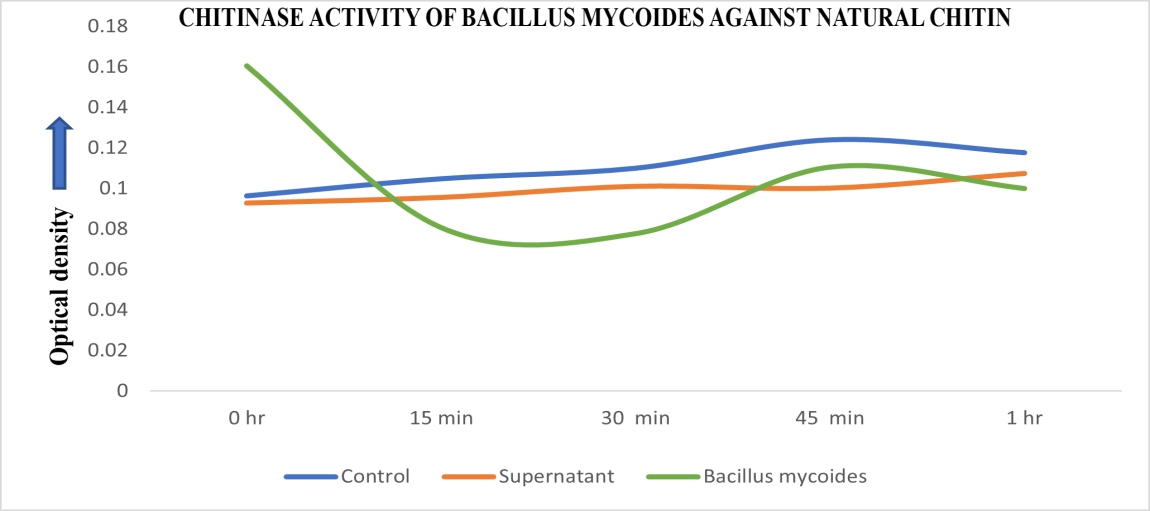 CHITINASE ACTIVITY OF BACILLUS MYCOIDES AGAINST NATURAL CHITIN
0.18
0.16
0.14
0.12
0.1
0.08
0.06
0.04
0.02
0
Optical density
0 hr 15 min 30 min 45 min 1 hr
Control Supernatant Bacillus mycoides